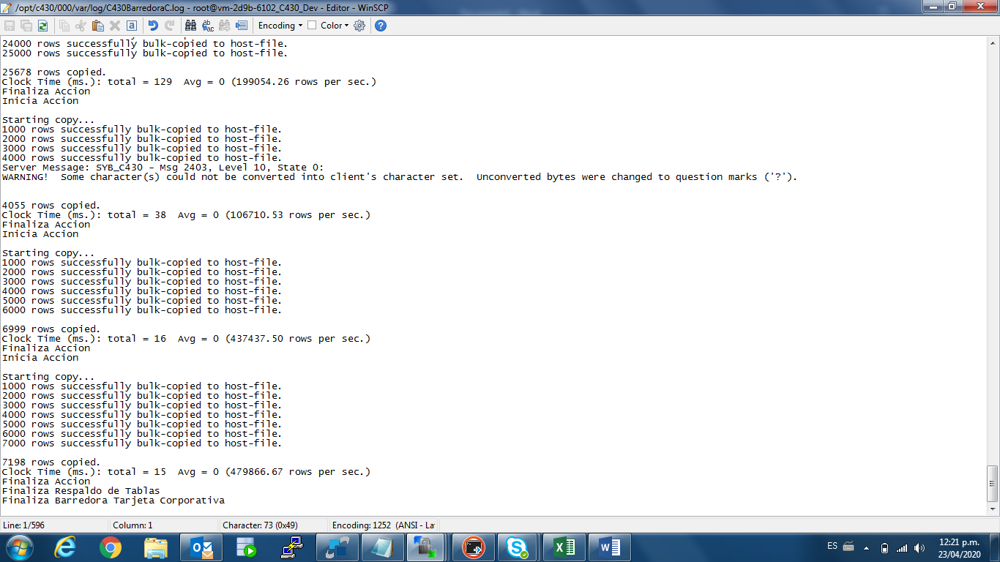 /opt/c430/000/var/log/C430BarredoraC.log - root@vm-2d9b-6102_C430_Dev - Editor - WinSCP
Encoding Color
24000 rows successfully bulk-copied to host-file.
25000 rows successfully bulk-copied to host-file.
25678 rows copied.
Clock Time (ms.): total = 129  Avg = 0 (199054.26 rows per sec.)
Finaliza Accion
Inicia Accion
Starting copy...
1000 rows successfully bulk-copied to host-file.
2000 rows successfully bulk-copied to host-file.
3000 rows successfully bulk-copied to host-file.
4000 rows successfully bulk-copied to host-file.
Server Message: SYB_C430 - Msg 2403, Level 10, State 0:
WARNING!  Some character(s) could not be converted into client's character set.  Unconverted bytes were changed to question marks ('?').
4055 rows copied.
Clock Time (ms.): total = 38  Avg = 0 (106710.53 rows per sec.)
Finaliza Accion
Inicia Accion
Starting copy...
1000 rows successfully bulk-copied to host-file.
2000 rows successfully bulk-copied to host-file.
3000 rows successfully bulk-copied to host-file.
4000 rows successfully bulk-copied to host-file.
5000 rows successfully bulk-copied to host-file.
6000 rows successfully bulk-copied to host-file.
6999 rows copied.
Clock Time (ms.): total = 16  Avg = 0 (437437.50 rows per sec.)
Finaliza Accion
Inicia Accion
Starting copy...
1000 rows successfully bulk-copied to host-file.
2000 rows successfully bulk-copied to host-file.
3000 rows successfully bulk-copied to host-file.
4000 rows successfully bulk-copied to host-file.
5000 rows successfully bulk-copied to host-file.
6000 rows successfully bulk-copied to host-file.
7000 rows successfully bulk-copied to host-file.
7198 rows copied.
Clock Time (ms.): total = 15  Avg = 0 (479866.67 rows per sec.)
Finaliza Accion
Finaliza Respaldo de Tablas
Finaliza Barredora Tarjeta Corporativa
Line: 1/596 Column: 1 Character: 73 (0x49) Encoding: 1252 (ANSI - La
ES 12:21 p.m.
23/04/2020